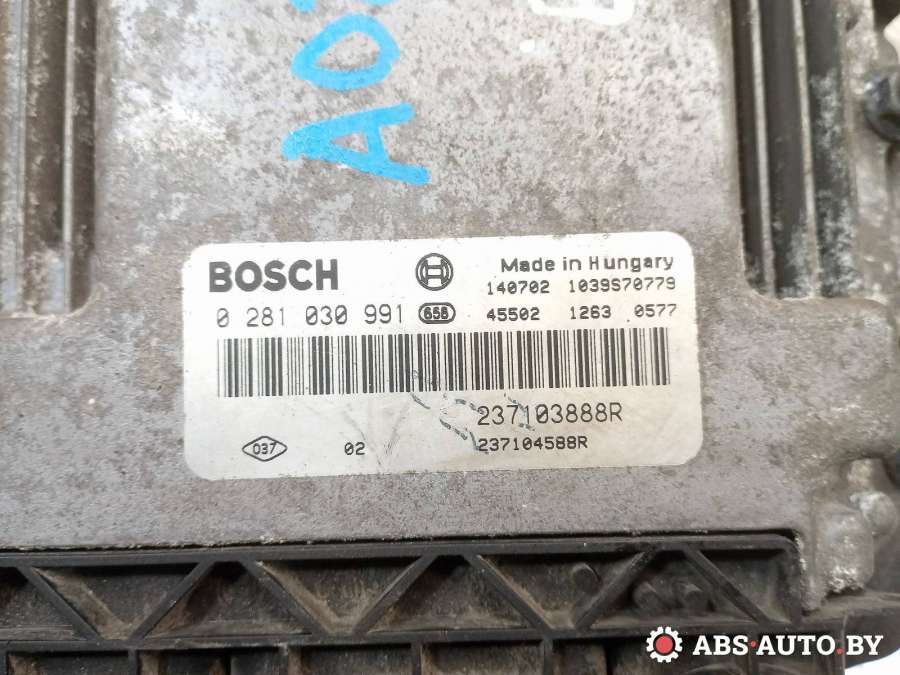 BOSCH
Made in Hungary
140702 1039S70779
0 281 030 991 656 45502 1263 0577
237103888R
037 02 237104588R
ABS-AUTO.BY